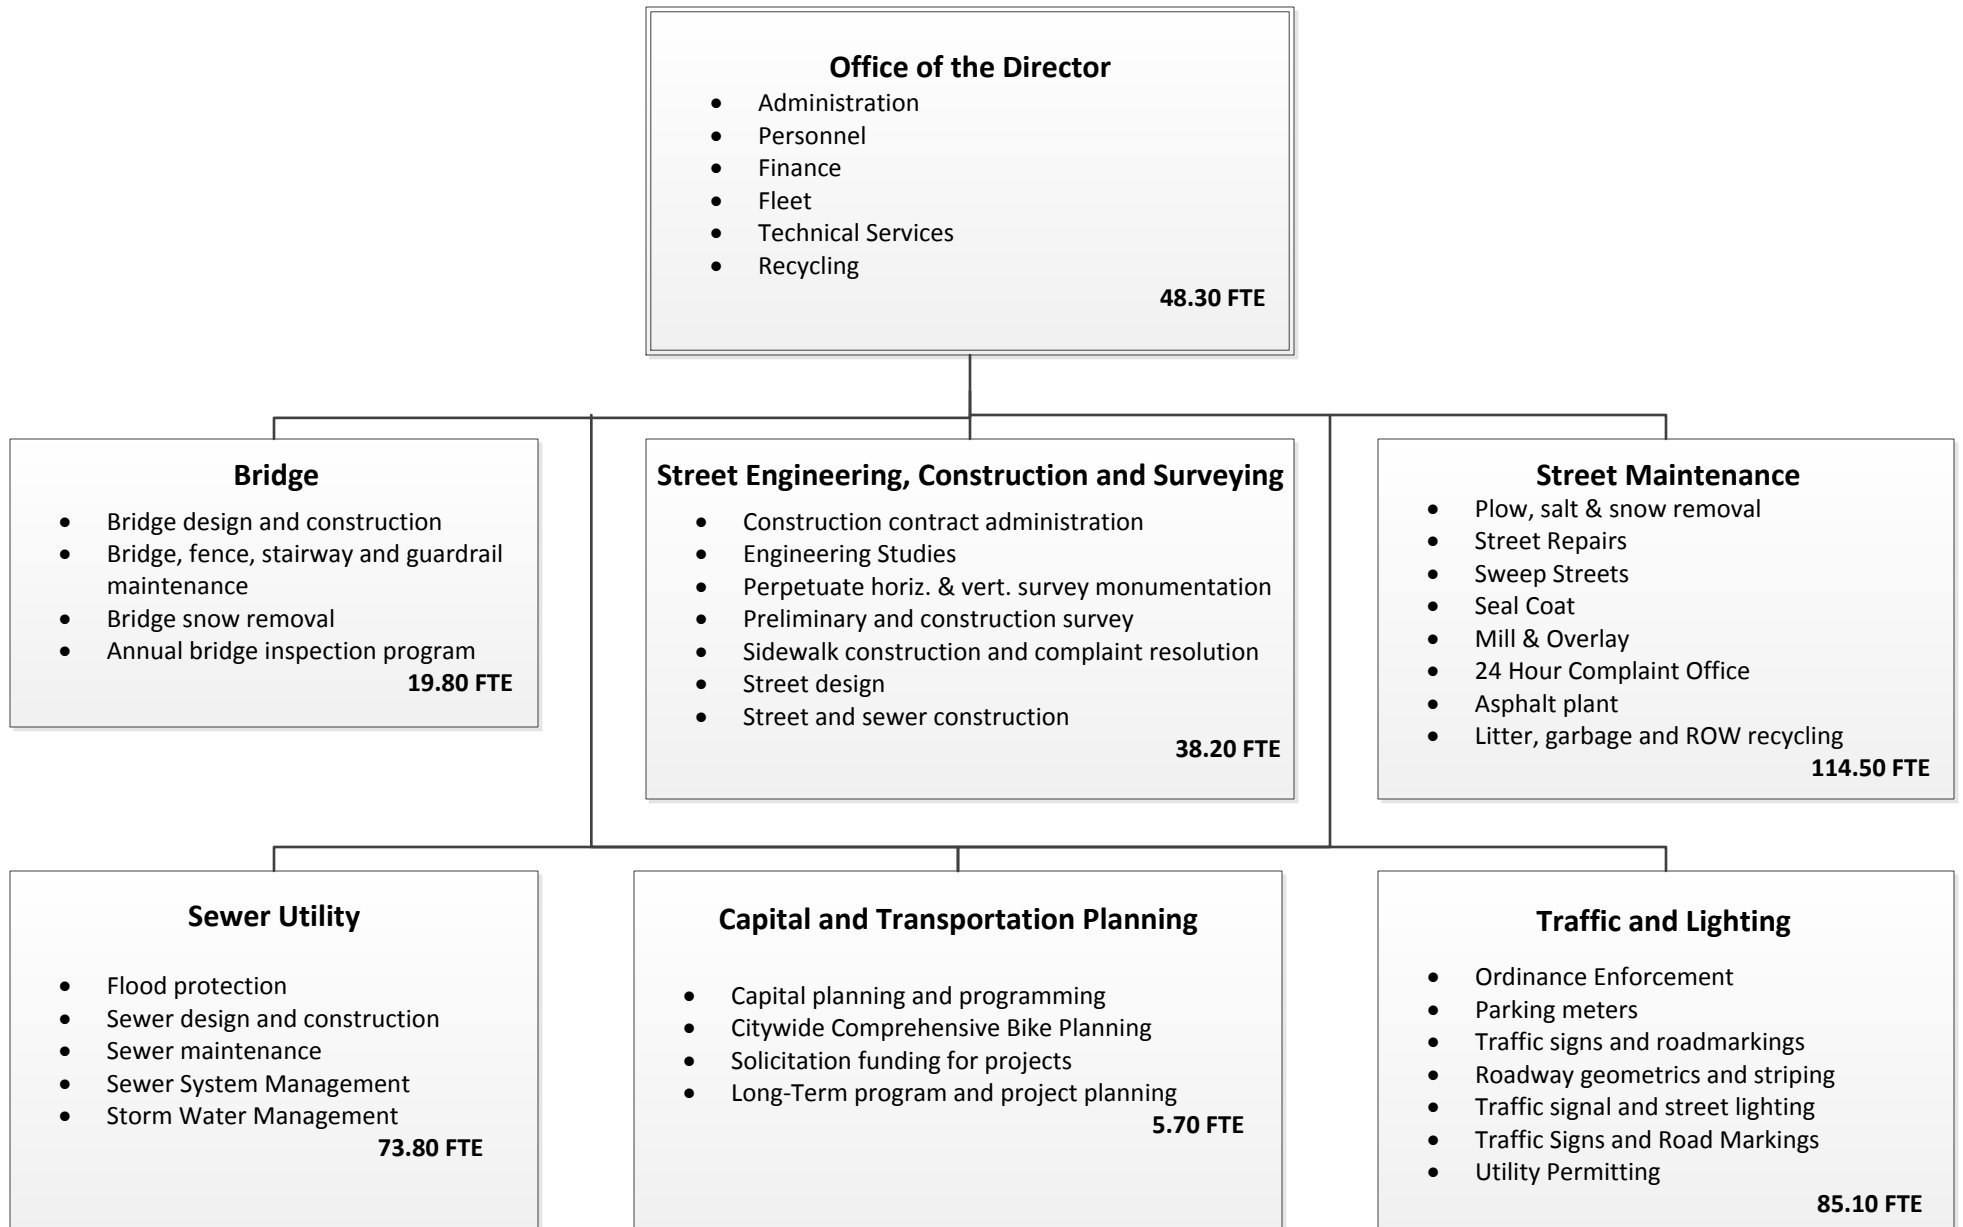 Office of the Director
• Administration
• Personnel
• Finance
• Fleet
• Technical Services
• Recycling
48.30 FTE
Bridge
• Bridge design and construction
• Bridge, fence, stairway and guardrail
maintenance
• Bridge snow removal
• Annual bridge inspection program
19.80 FTE
Street Engineering, Construction and Surveying
• Construction contract administration
• Engineering Studies
• Perpetuate horiz. & vert. survey monumentation
• Preliminary and construction survey
• Sidewalk construction and complaint resolution
• Street design
• Street and sewer construction
38.20 FTE
Street Maintenance
• Plow, salt & snow removal
• Street Repairs
• Sweep Streets
• Seal Coat
• Mill & Overlay
• 24 Hour Complaint Office
• Asphalt plant
• Litter, garbage and ROW recycling
114.50 FTE
Sewer Utility
• Flood protection
• Sewer design and construction
• Sewer maintenance
• Sewer System Management
• Storm Water Management
73.80 FTE
Capital and Transportation Planning
• Capital planning and programming
• Citywide Comprehensive Bike Planning
• Solicitation funding for projects
• Long-Term program and project planning
5.70 FTE
Traffic and Lighting
• Ordinance Enforcement
• Parking meters
• Traffic signs and roadmarkings
• Roadway geometrics and striping
• Traffic signal and street lighting
• Traffic Signs and Road Markings
• Utility Permitting
85.10 FTE